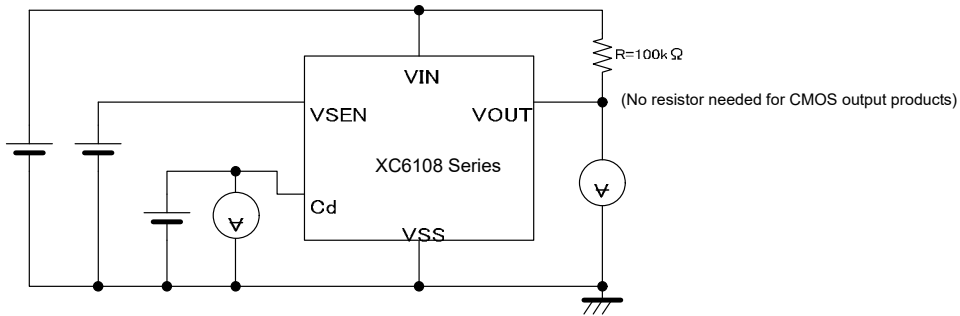 VIN
R=100kΩ
VSEN
VOUT
(No resistor needed for CMOS output products)
XC6108 Series
Cd
VSS
V
V